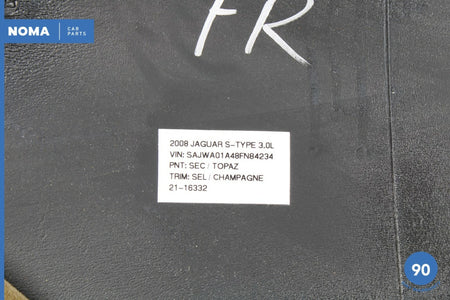 NOMA CAR PARTS
FR
2008 JAGUAR S-TYPE 3.0L
VIN: SAJWA01A48FN84234
PNT: SEC / TOPAZ
TRIM: SEL / CHAMPAGNE
21-16332
90